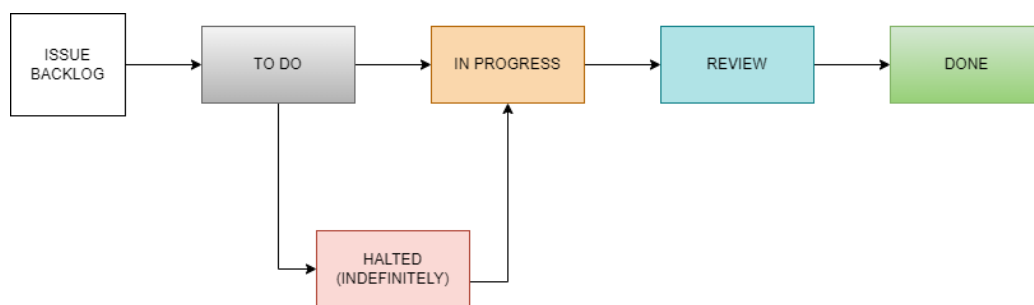 ISSUE
BACKLOG
TO DO
IN PROGRESS
REVIEW
DONE
HALTED
(INDEFINITELY)